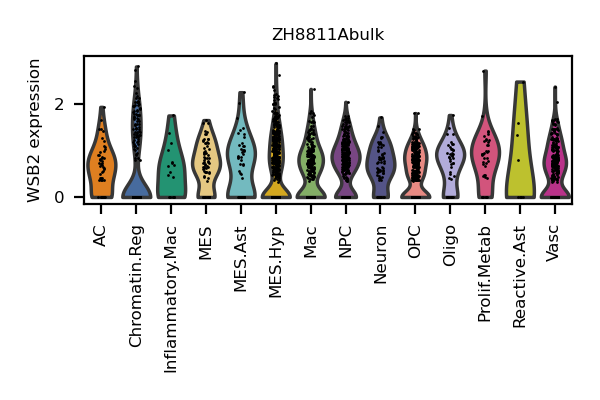 ZH8811Abulk
WSB2 expression
2
0
AC
Chromatin.Reg
Inflammatory.Mac
MES
MES.Ast
MES.Hyp
Mac
NPC
Neuron
OPC
Oligo
Prolif.Metab
Reactive.Ast
Vasc